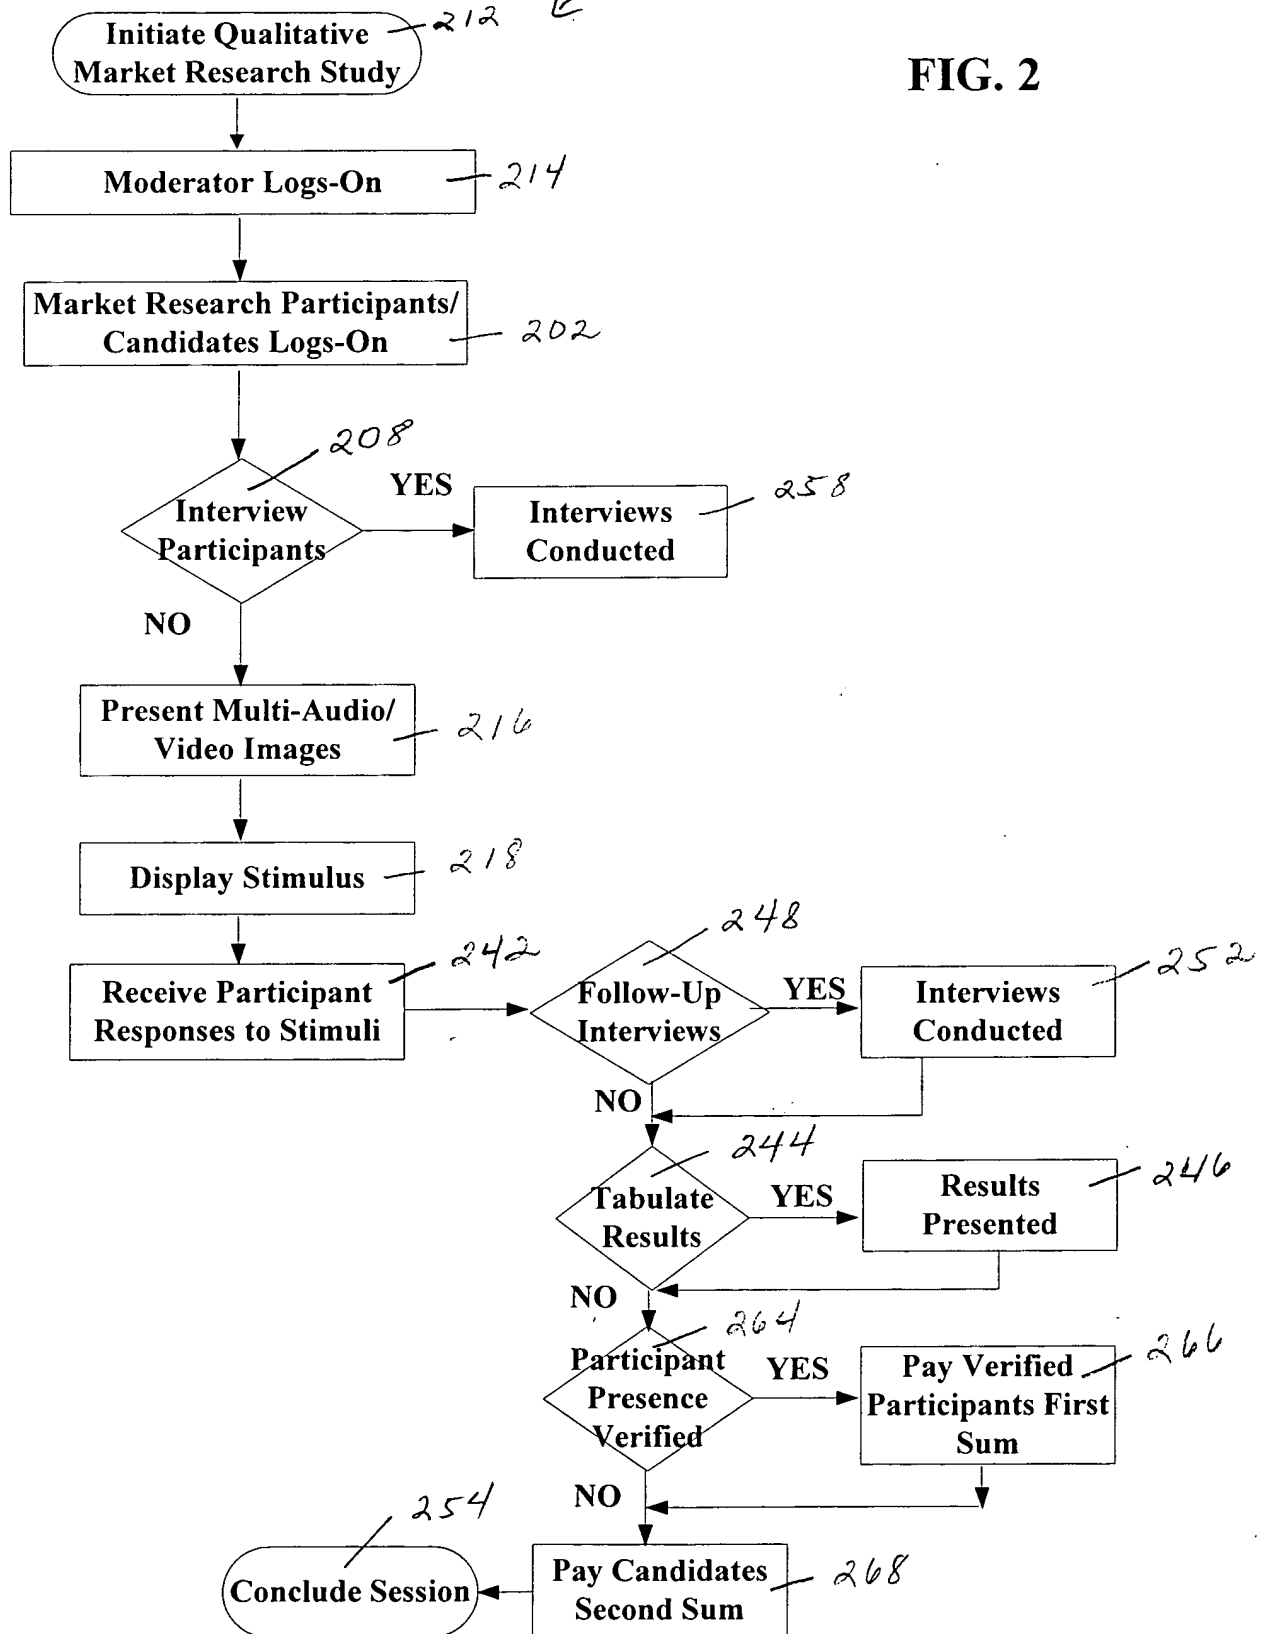 Initiate Qualitative
Market Research Study
212
FIG. 2
Moderator Logs-On
214
Market Research Participants/
Candidates Logs-On
202
208
Interview
Participants
YES
Interviews
Conducted
258
NO
Present Multi-Audio/
Video Images
216
Display Stimulus
218
Receive Participant
Responses to Stimuli
242
248
Follow-Up
Interviews
YES
Interviews
Conducted
252
NO
244
Tabulate
Results
YES
Results
Presented
246
NO
264
Participant
Presence
Verified
YES
Pay Verified
Participants First
Sum
266
NO
254
Conclude Session
Pay Candidates
Second Sum
268